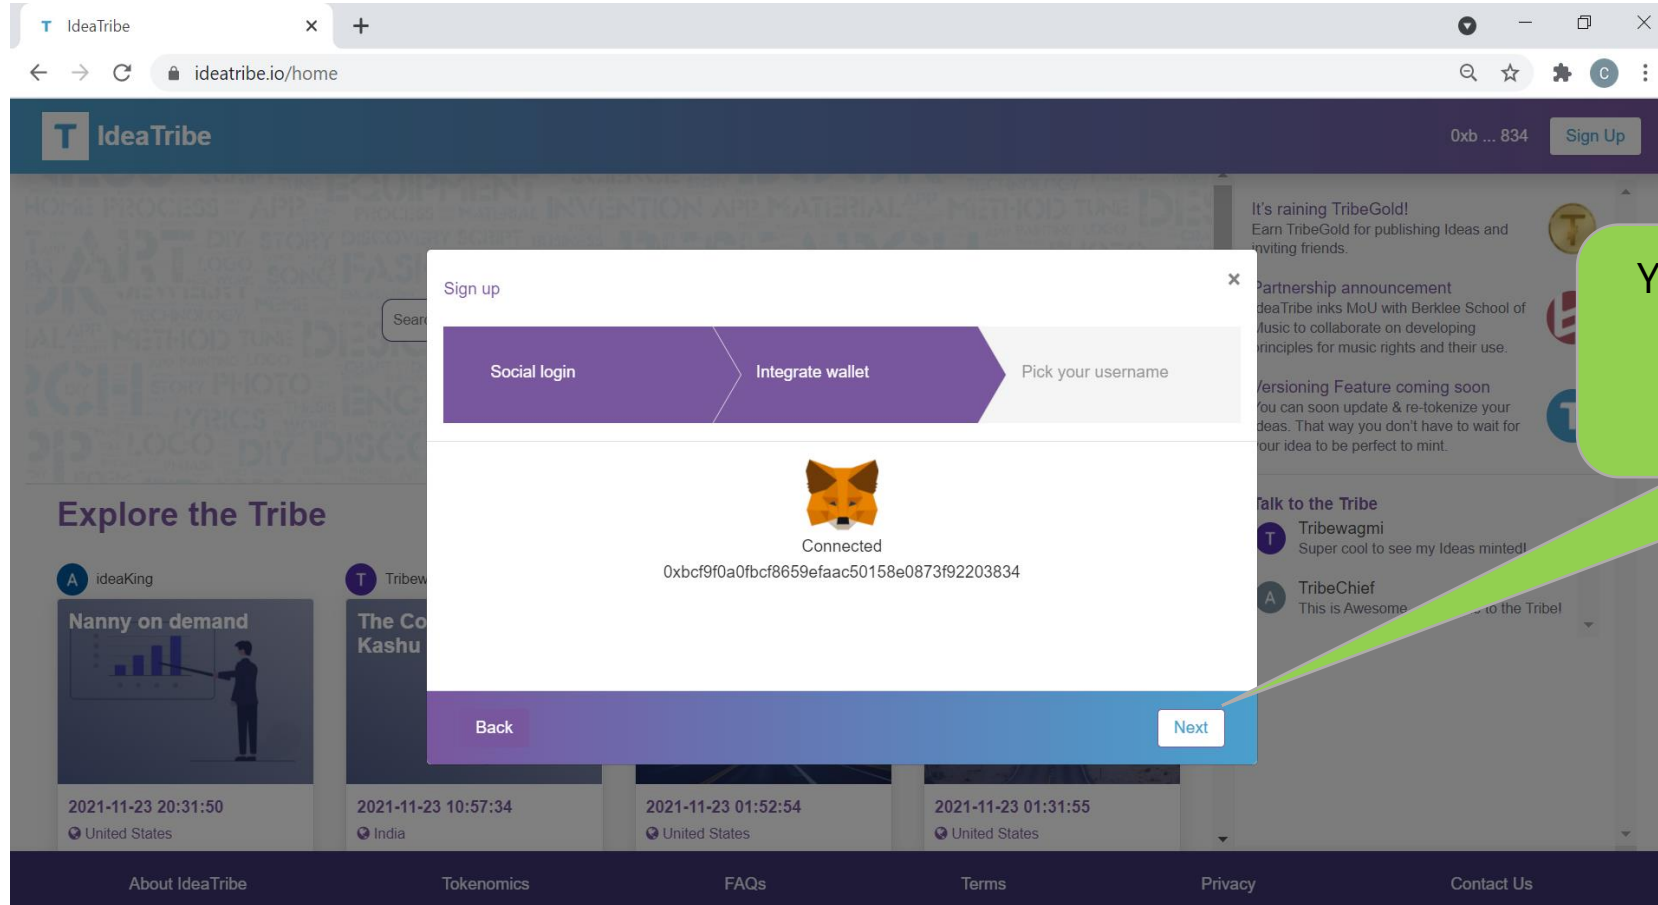 IdeaTribe
ideatribe.io/home
C
T IdeaTribe
0xb ... 834
Sign Up
It's raining TribeGold!
Earn TribeGold for publishing Ideas and
inviting friends.
Partnership announcement
IdeaTribe inks MoU with Berklee School of
Music to collaborate on developing
principles for music rights and their use.
Versioning Feature coming soon
You can soon update & re-tokenize your
ideas. That way you don't have to wait for
your idea to be perfect to mint.
Y
Sign up
Social login
Integrate wallet
Pick your username
Connected
0xbcf9f0a0fbcf8659efaac50158e0873f92203834
Back
Next
Explore the Tribe
A ideaKing
Nanny on demand
T Tribew
The Co
Kashu
Talk to the Tribe
T Tribewagmi
Super cool to see my Ideas minted!
A TribeChief
This is Awesome
to the Tribe!
2021-11-23 20:31:50
United States
2021-11-23 10:57:34
India
2021-11-23 01:52:54
United States
2021-11-23 01:31:55
United States
About IdeaTribe
Tokenomics
FAQs
Terms
Privacy
Contact Us